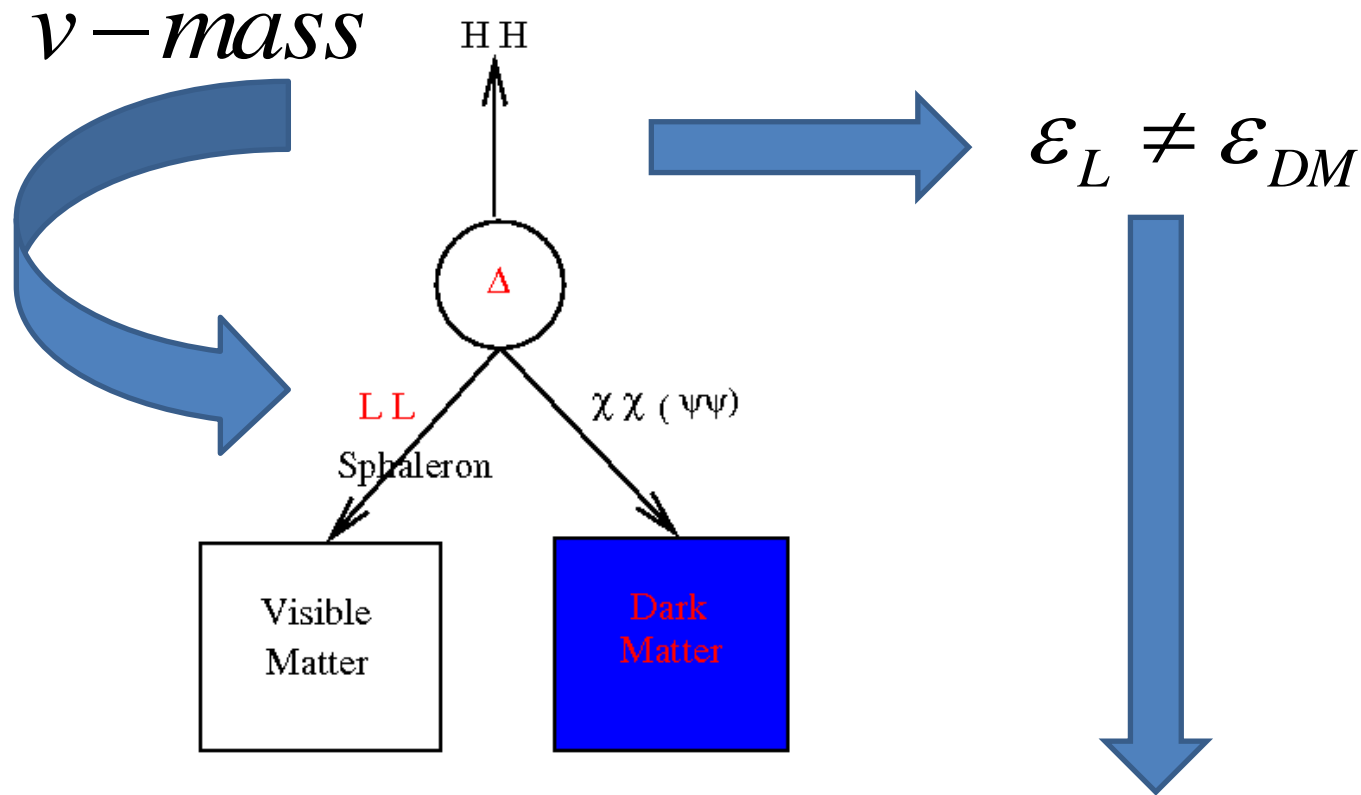 ν − mass
H H
ε_L ≠ ε_DM
Δ
L L
χ χ ( ψψ)
Sphaleron
Visible
Matter
Dark
Matter